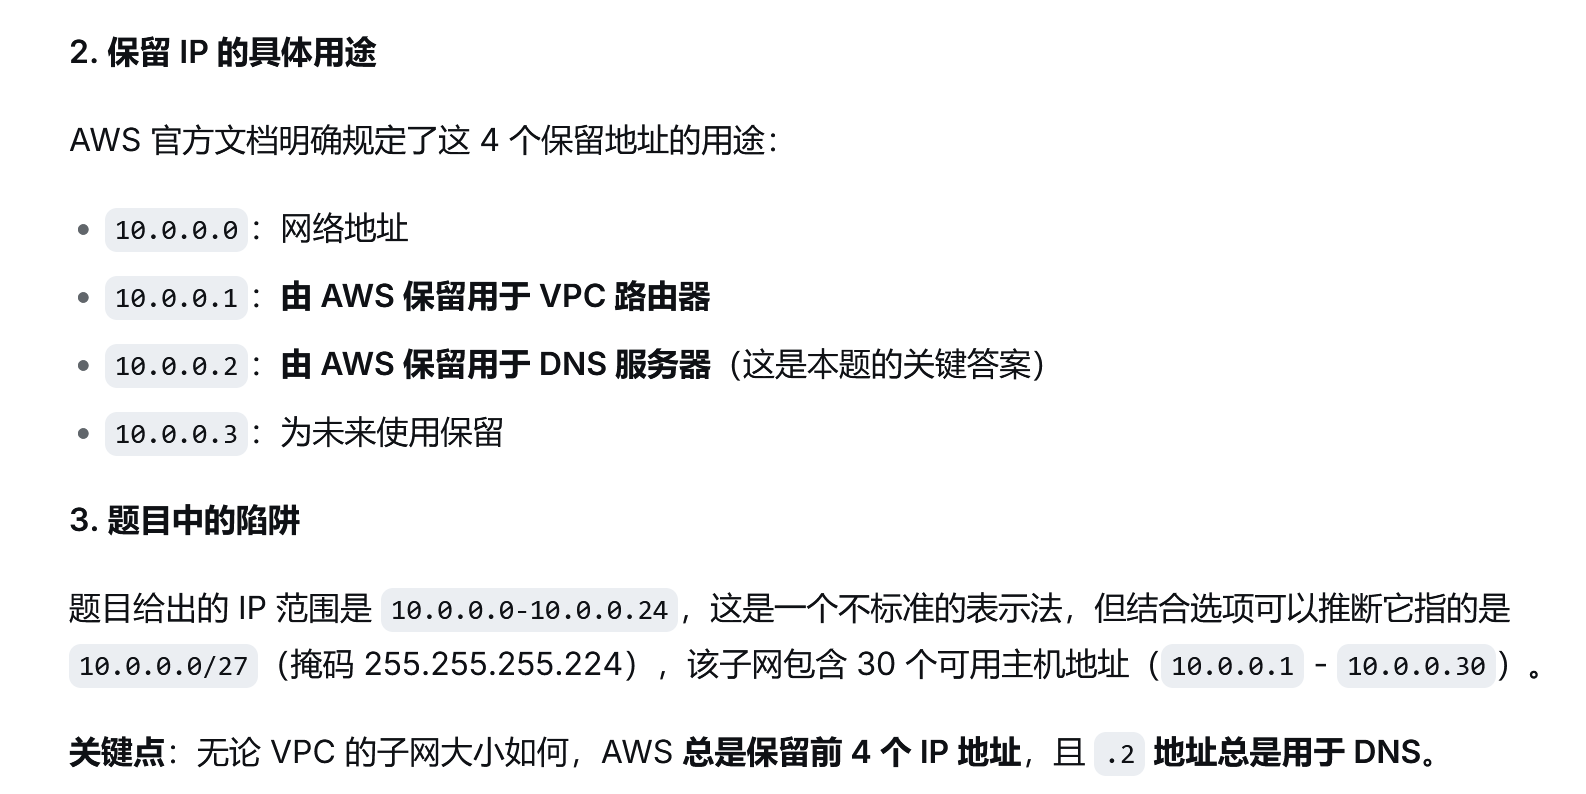 2. 保留 IP 的具体用途
AWS 官方文档明确规定了这 4 个保留地址的用途：
• 10.0.0.0：网络地址
• 10.0.0.1：由 AWS 保留用于 VPC 路由器
• 10.0.0.2：由 AWS 保留用于 DNS 服务器（这是本题的关键答案）
• 10.0.0.3：为未来使用保留
3. 题目中的陷阱
题目给出的 IP 范围是 10.0.0.0-10.0.0.24，这是一个不标准的表示法，但结合选项可以推断它指的是
10.0.0.0/27（掩码 255.255.255.224），该子网包含 30 个可用主机地址（10.0.0.1 - 10.0.0.30）。
关键点：无论 VPC 的子网大小如何，AWS 总是保留前 4 个 IP 地址，且 .2 地址总是用于 DNS。